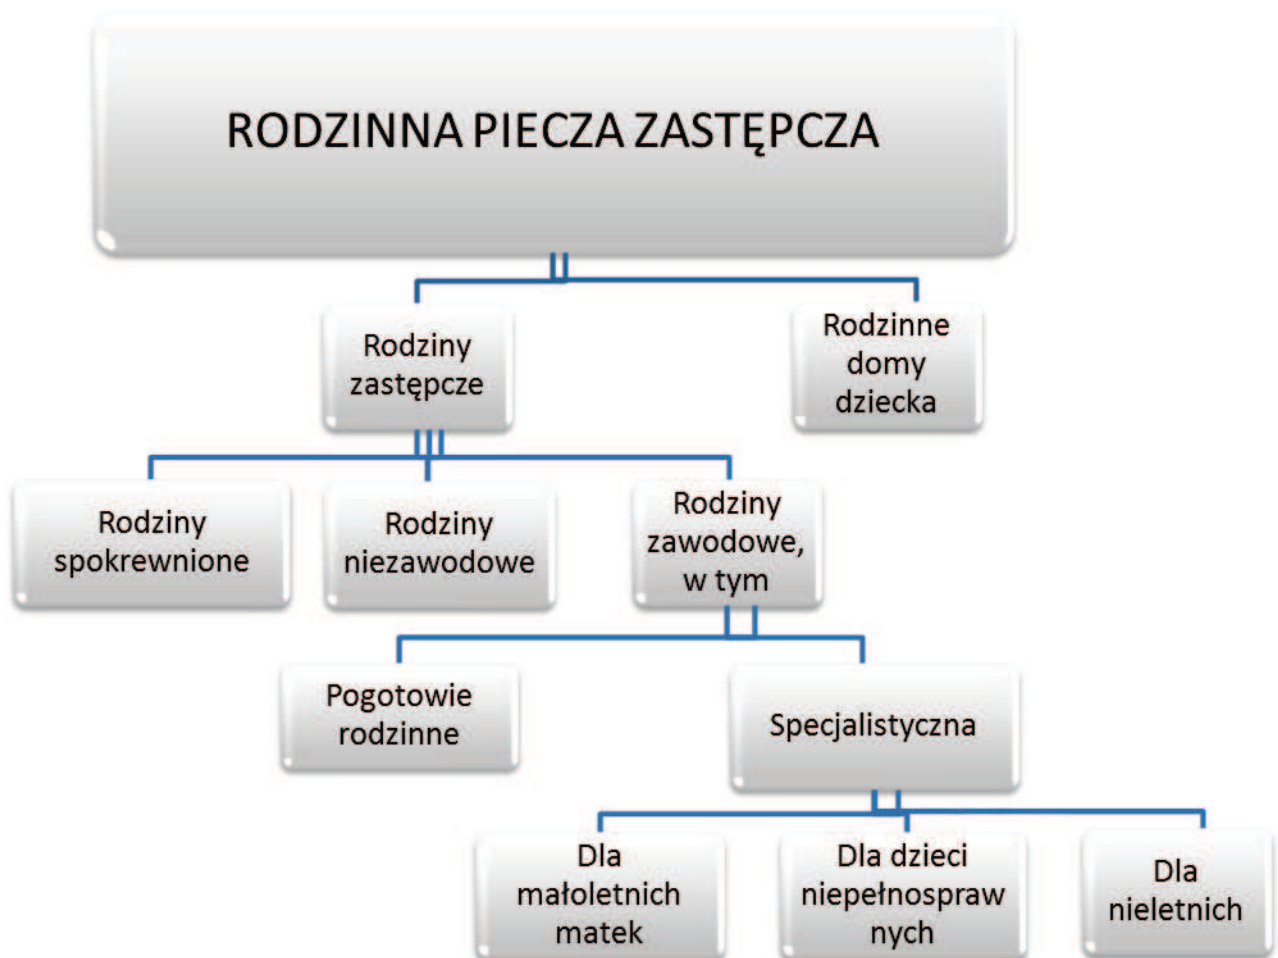 RODZINNA PIECZA ZASTĘPCZA
Rodziny
zastępcze
Rodzinne
domy
dziecka
Rodziny
spokrewnione
Rodziny
niezawodowe
Rodziny
zawodowe,
w tym
Pogotowie
rodzinne
Specjalistyczna
Dla
małoletnich
matek
Dla dzieci
niepełnospraw
nych
Dla
nieletnich